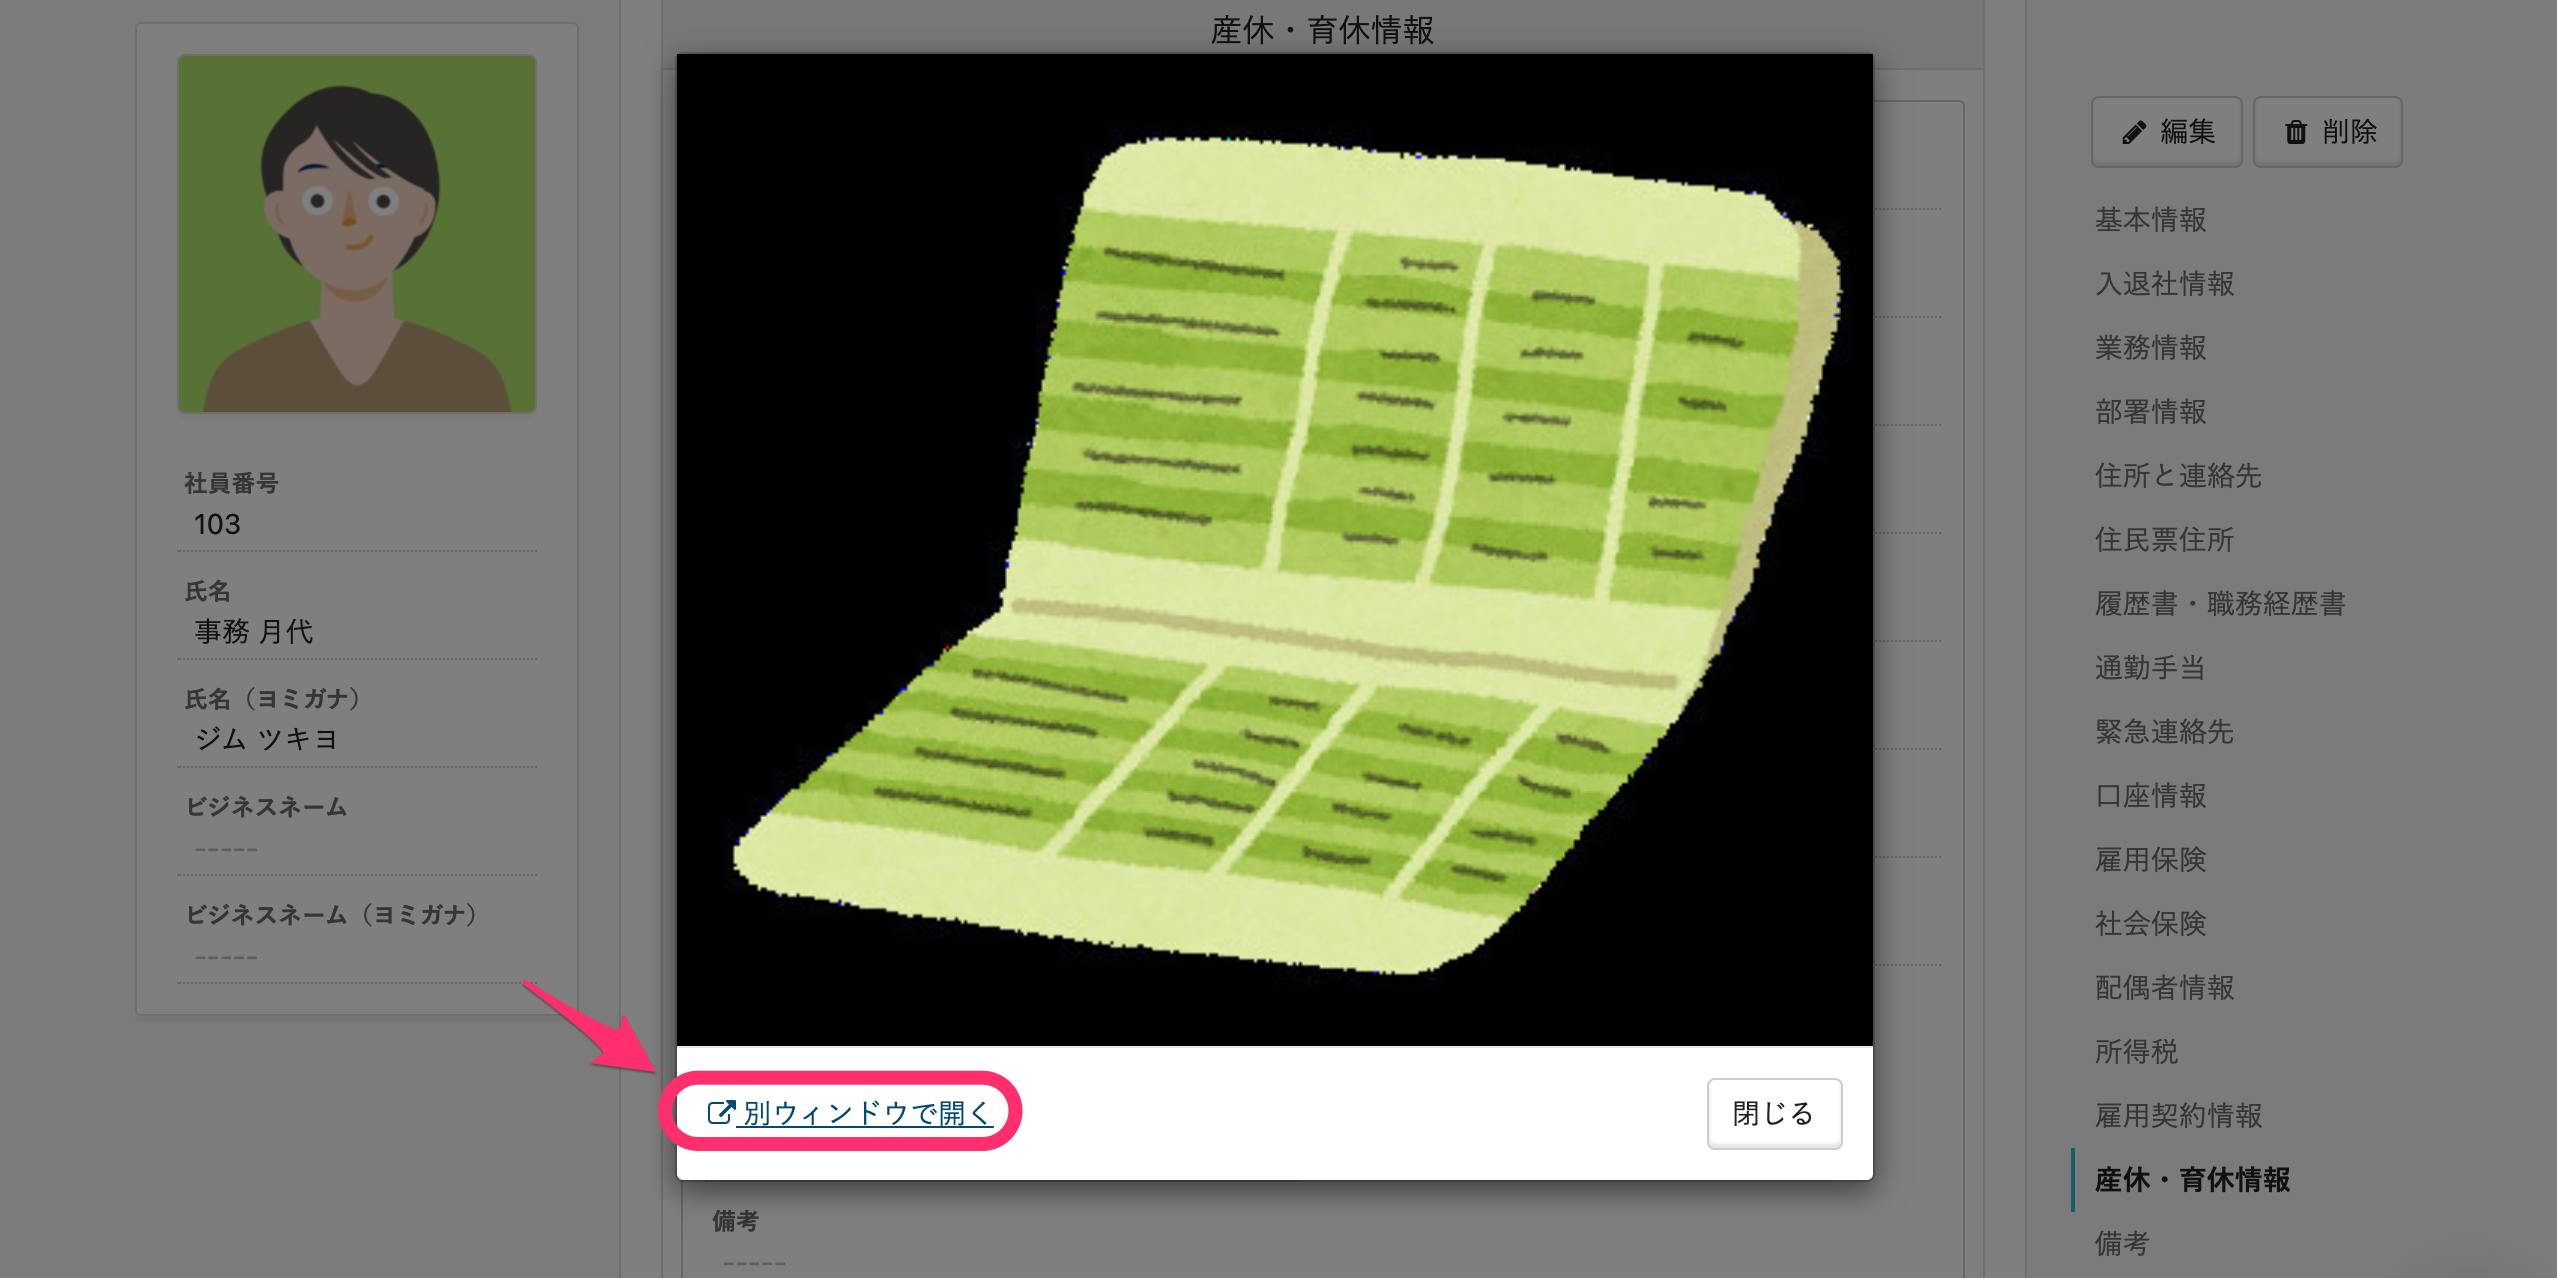 産休・育休情報
社員番号
103
氏名
事務 月代
氏名（ヨミガナ）
ジム ツキヨ
ビジネスネーム
-----
ビジネスネーム（ヨミガナ）
-----
別ウィンドウで開く
閉じる
備考
-----
編集
削除
基本情報
入退社情報
業務情報
部署情報
住所と連絡先
住民票住所
履歴書・職務経歴書
通勤手当
緊急連絡先
口座情報
雇用保険
社会保険
配偶者情報
所得税
雇用契約情報
産休・育休情報
備考